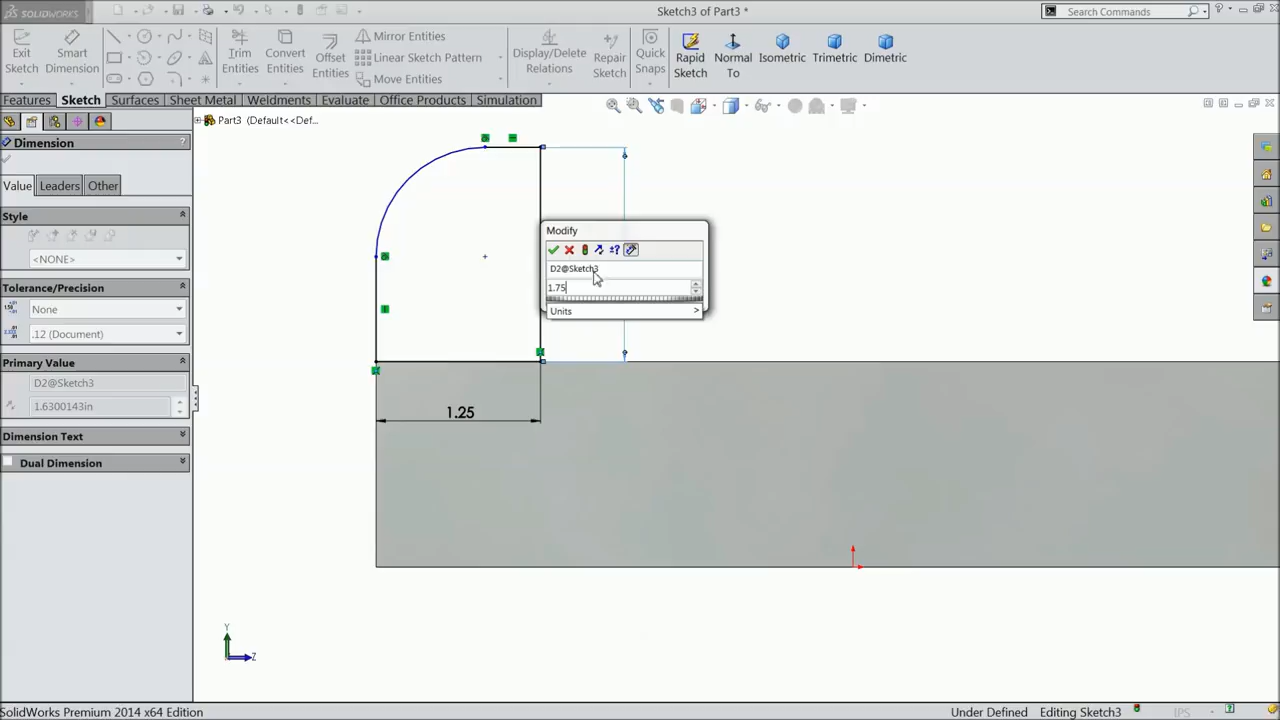 SOLIDWORKS
Sketch3 of Part3 *
Search Commands
Exit Sketch
Smart Dimension
Trim Entities
Convert Entities
Offset Entities
Mirror Entities
Linear Sketch Pattern
Move Entities
Display/Delete Relations
Repair Sketch
Quick Snaps
Rapid Sketch
Normal To
Isometric
Trimetric
Dimetric
Features
Sketch
Surfaces
Sheet Metal
Weldments
Evaluate
Office Products
Simulation
Part3 (Default<<Def...
Dimension
?
Value
Leaders
Other
Style
<NONE>
Tolerance/Precision
None
.12 (Document)
Primary Value
D2@Sketch3
1.6300143in
Dimension Text
Dual Dimension
Modify
D2@Sketch3
1.75
Units >
1.25
Y
Z
SolidWorks Premium 2014 x64 Edition
Under Defined
Editing Sketch3
IPS